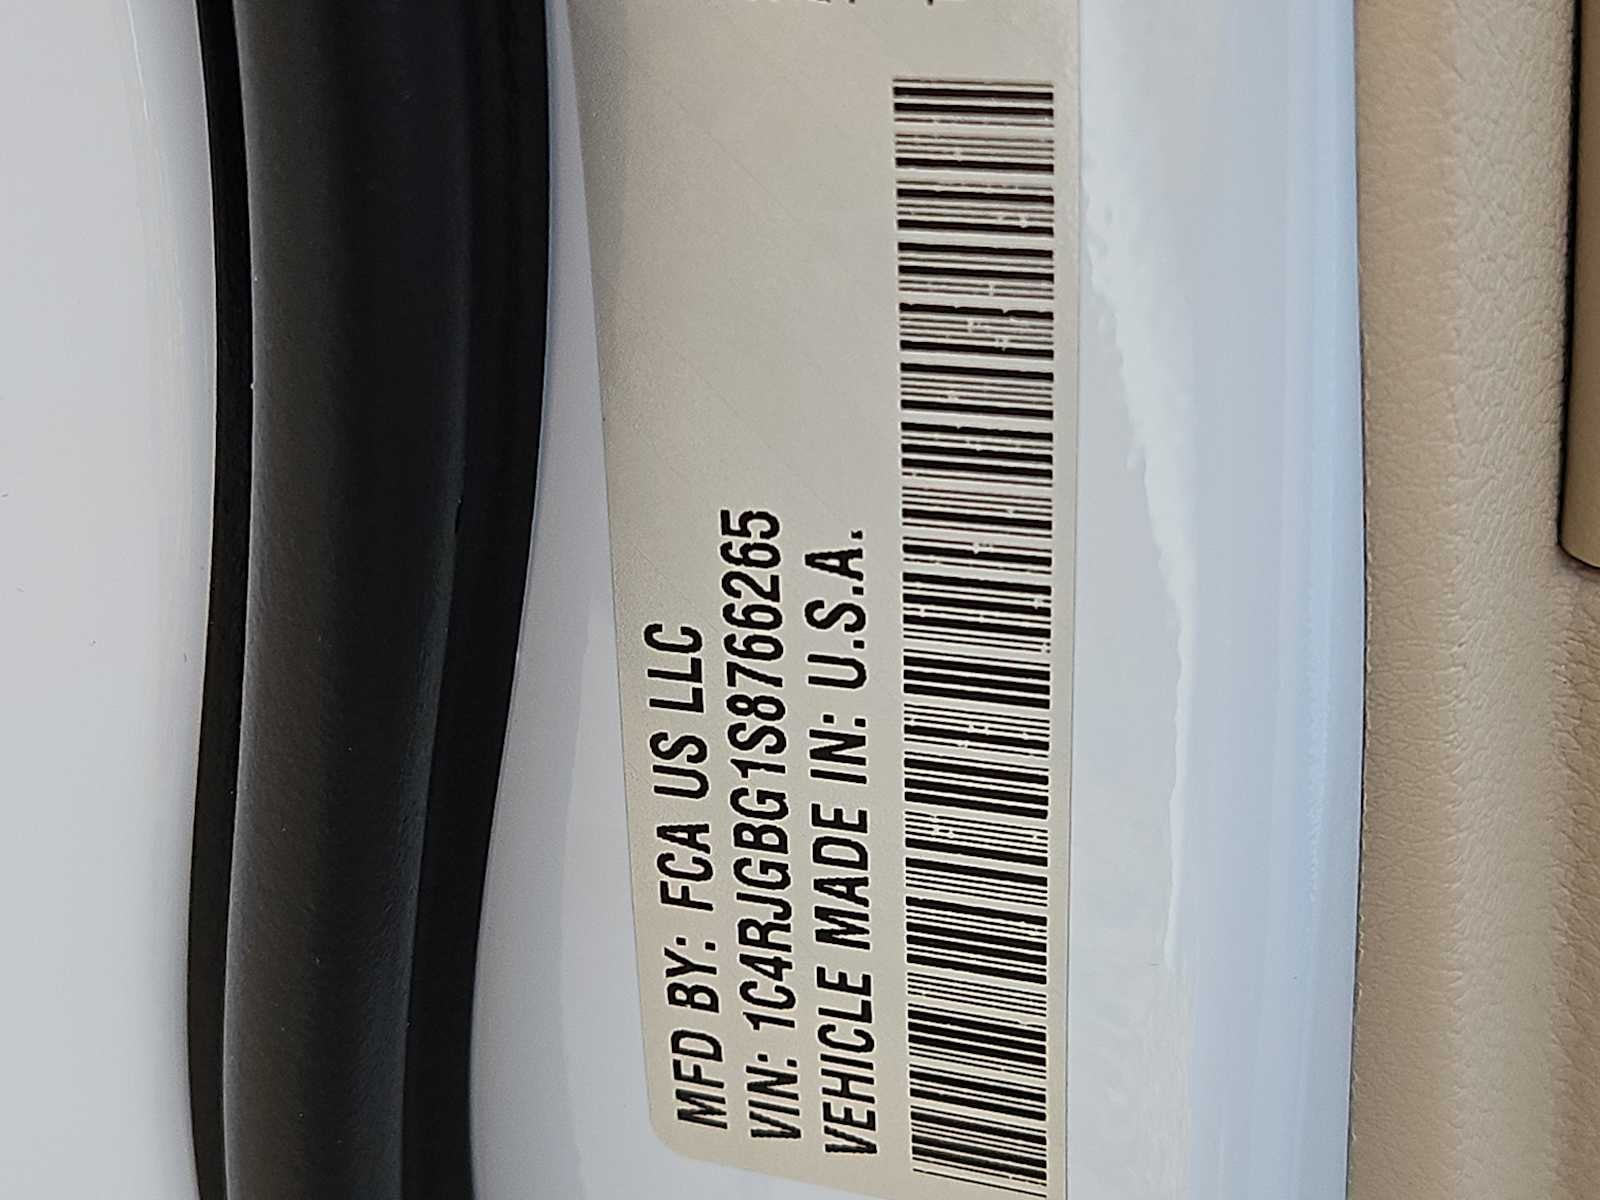 MFD BY: FCA US LLC
VIN: 1C4RJGBG1S8766265
VEHICLE MADE IN: U.S.A.